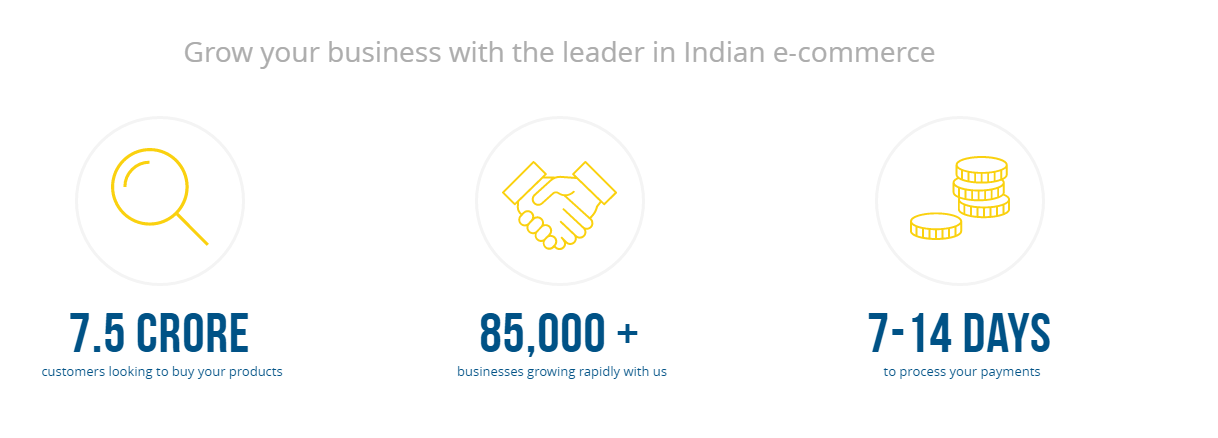 Grow your business with the leader in Indian e-commerce
7.5 CRORE
customers looking to buy your products
85,000 +
businesses growing rapidly with us
7-14 DAYS
to process your payments